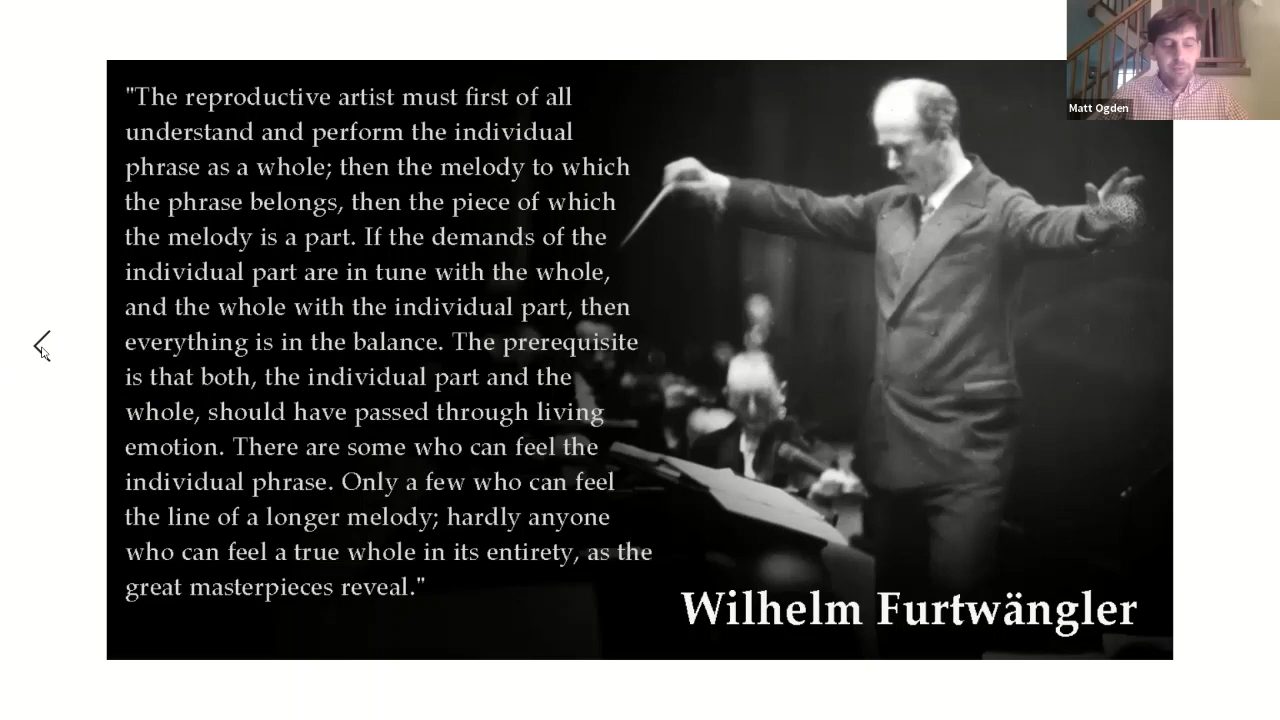 "The reproductive artist must first of all
understand and perform the individual
phrase as a whole; then the melody to which
the phrase belongs, then the piece of which
the melody is a part. If the demands of the
individual part are in tune with the whole,
and the whole with the individual part, then
everything is in the balance. The prerequisite
is that both, the individual part and the
whole, should have passed through living
emotion. There are some who can feel the
individual phrase. Only a few who can feel
the line of a longer melody; hardly anyone
who can feel a true whole in its entirety, as the
great masterpieces reveal."
Wilhelm Furtwängler
Matt Ogden